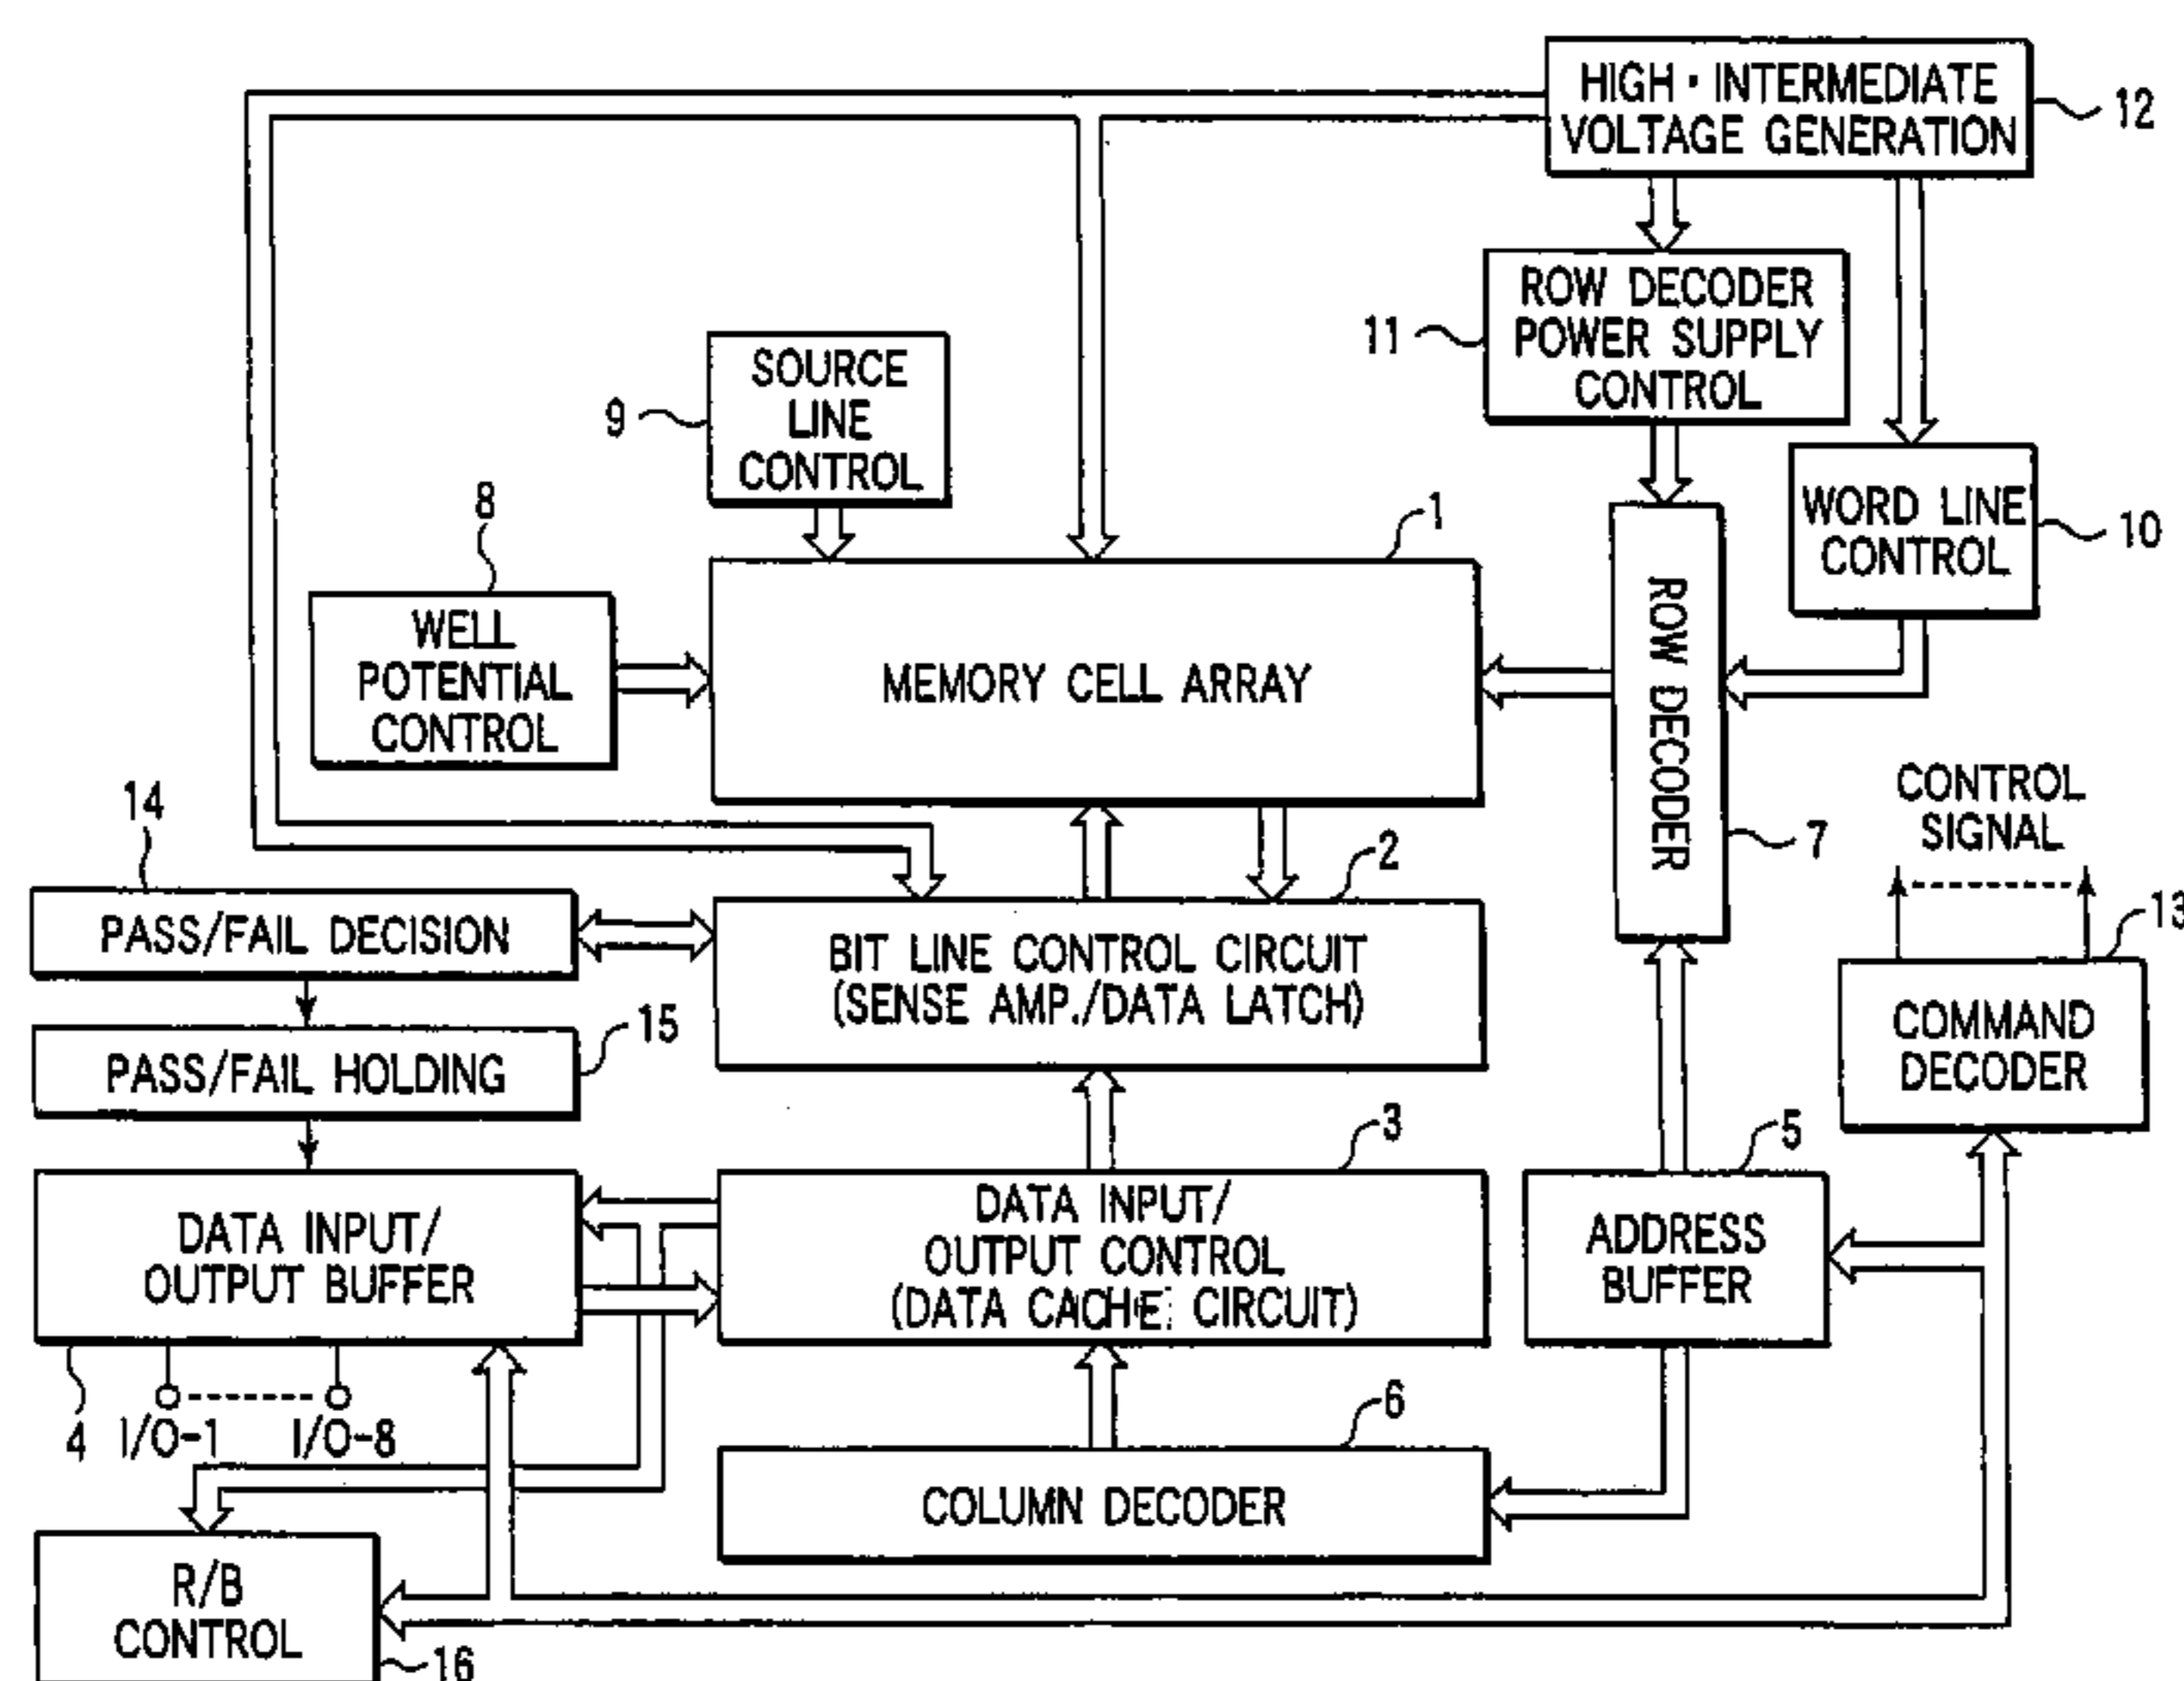 HIGH·INTERMEDIATE
VOLTAGE GENERATION
12
ROW DECODER
POWER SUPPLY
CONTROL
11
SOURCE
LINE
CONTROL
9
WORD LINE
CONTROL
10
8
WELL
POTENTIAL
CONTROL
1
MEMORY CELL ARRAY
ROW DECODER
7
CONTROL
SIGNAL
14
PASS/FAIL DECISION
2
BIT LINE CONTROL CIRCUIT
(SENSE AMP./DATA LATCH)
13
COMMAND
DECODER
PASS/FAIL HOLDING
15
3
DATA INPUT/
OUTPUT CONTROL
(DATA CACHE CIRCUIT)
5
ADDRESS
BUFFER
DATA INPUT/
OUTPUT BUFFER
4
I/O-1
I/O-8
6
COLUMN DECODER
R/B
CONTROL
16